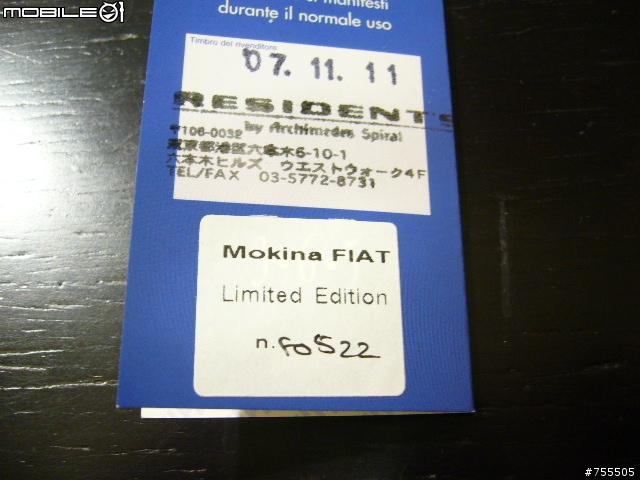 MOBILE01
durante il normale uso
Timbro del rivenditore
07. 11. 11
RESIDENTS
by Archimedes Spiral
〒106-0032
東京都港区六本木6-10-1
六本木ヒルズ ウエストウォーク4F
TEL/FAX 03-5772-8731
Mokina FIAT
Limited Edition
n. F0522
#755505